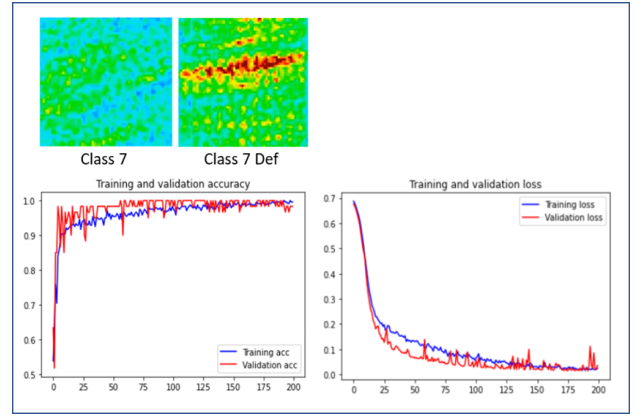 Class 7
Class 7 Def
Training and validation accuracy
1.0
0.9
0.8
0.7
0.6
0.5
Training acc
Validation acc
0 25 50 75 100 125 150 175 200
Training and validation loss
0.7
0.6
0.5
0.4
0.3
0.2
0.1
0.0
Training loss
Validation loss
0 25 50 75 100 125 150 175 200